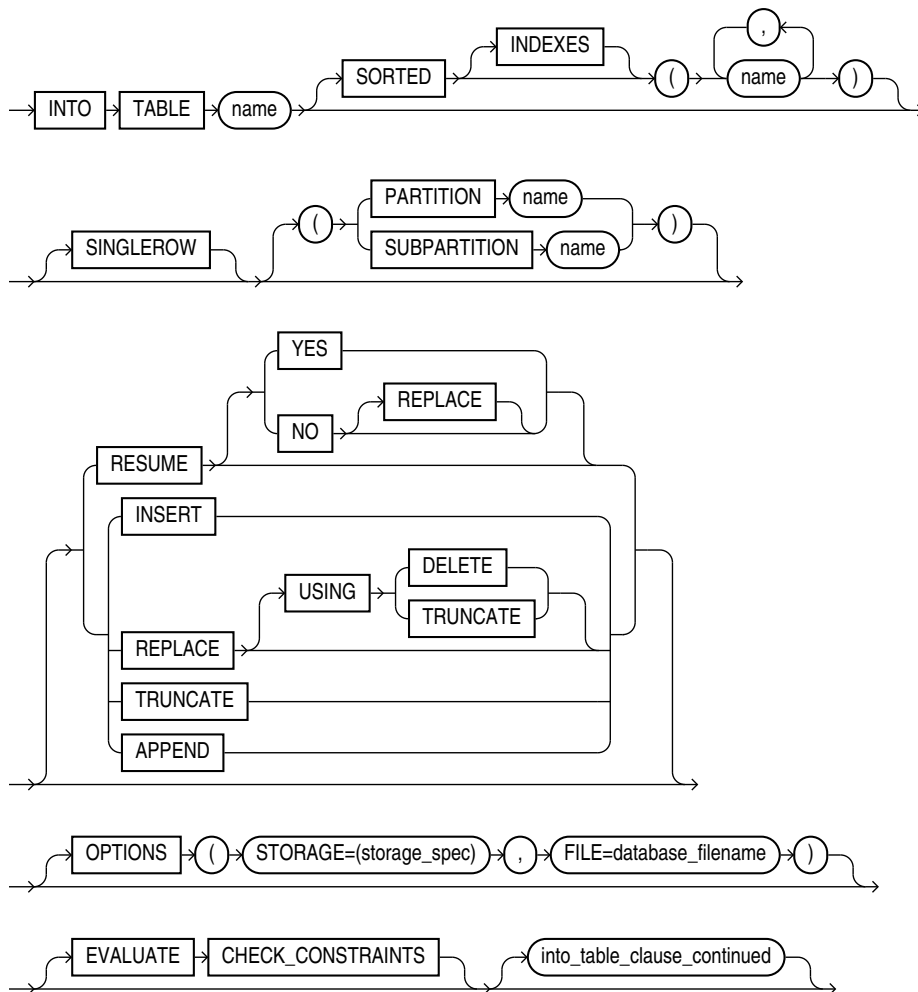 INDEXES ,
SORTED ( name )
INTO TABLE name
PARTITION name
SINGLEROW ( )
SUBPARTITION name
YES
REPLACE
NO
RESUME
INSERT
DELETE
USING
TRUNCATE
REPLACE
TRUNCATE
APPEND
OPTIONS ( STORAGE=(storage_spec) , FILE=database_filename )
EVALUATE CHECK_CONSTRAINTS into_table_clause_continued